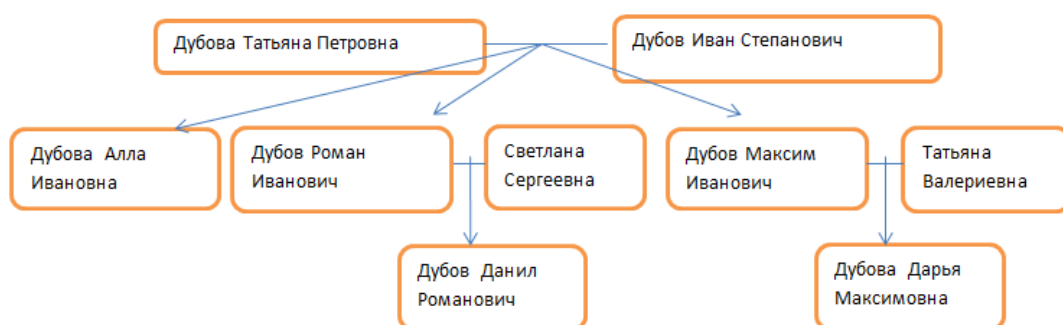 Дубова Татьяна Петровна
Дубов Иван Степанович
Дубова Алла
Ивановна
Дубов Роман
Иванович
Светлана
Сергеевна
Дубов Максим
Иванович
Татьяна
Валериевна
Дубов Данил
Романович
Дубова Дарья
Максимовна